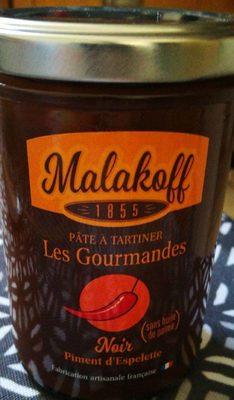 Malakoff
1855
PÂTE À TARTINER
Les Gourmandes
(sans huile
de palme)
Noir
Piment d'Espelette
Fabrication artisanale française